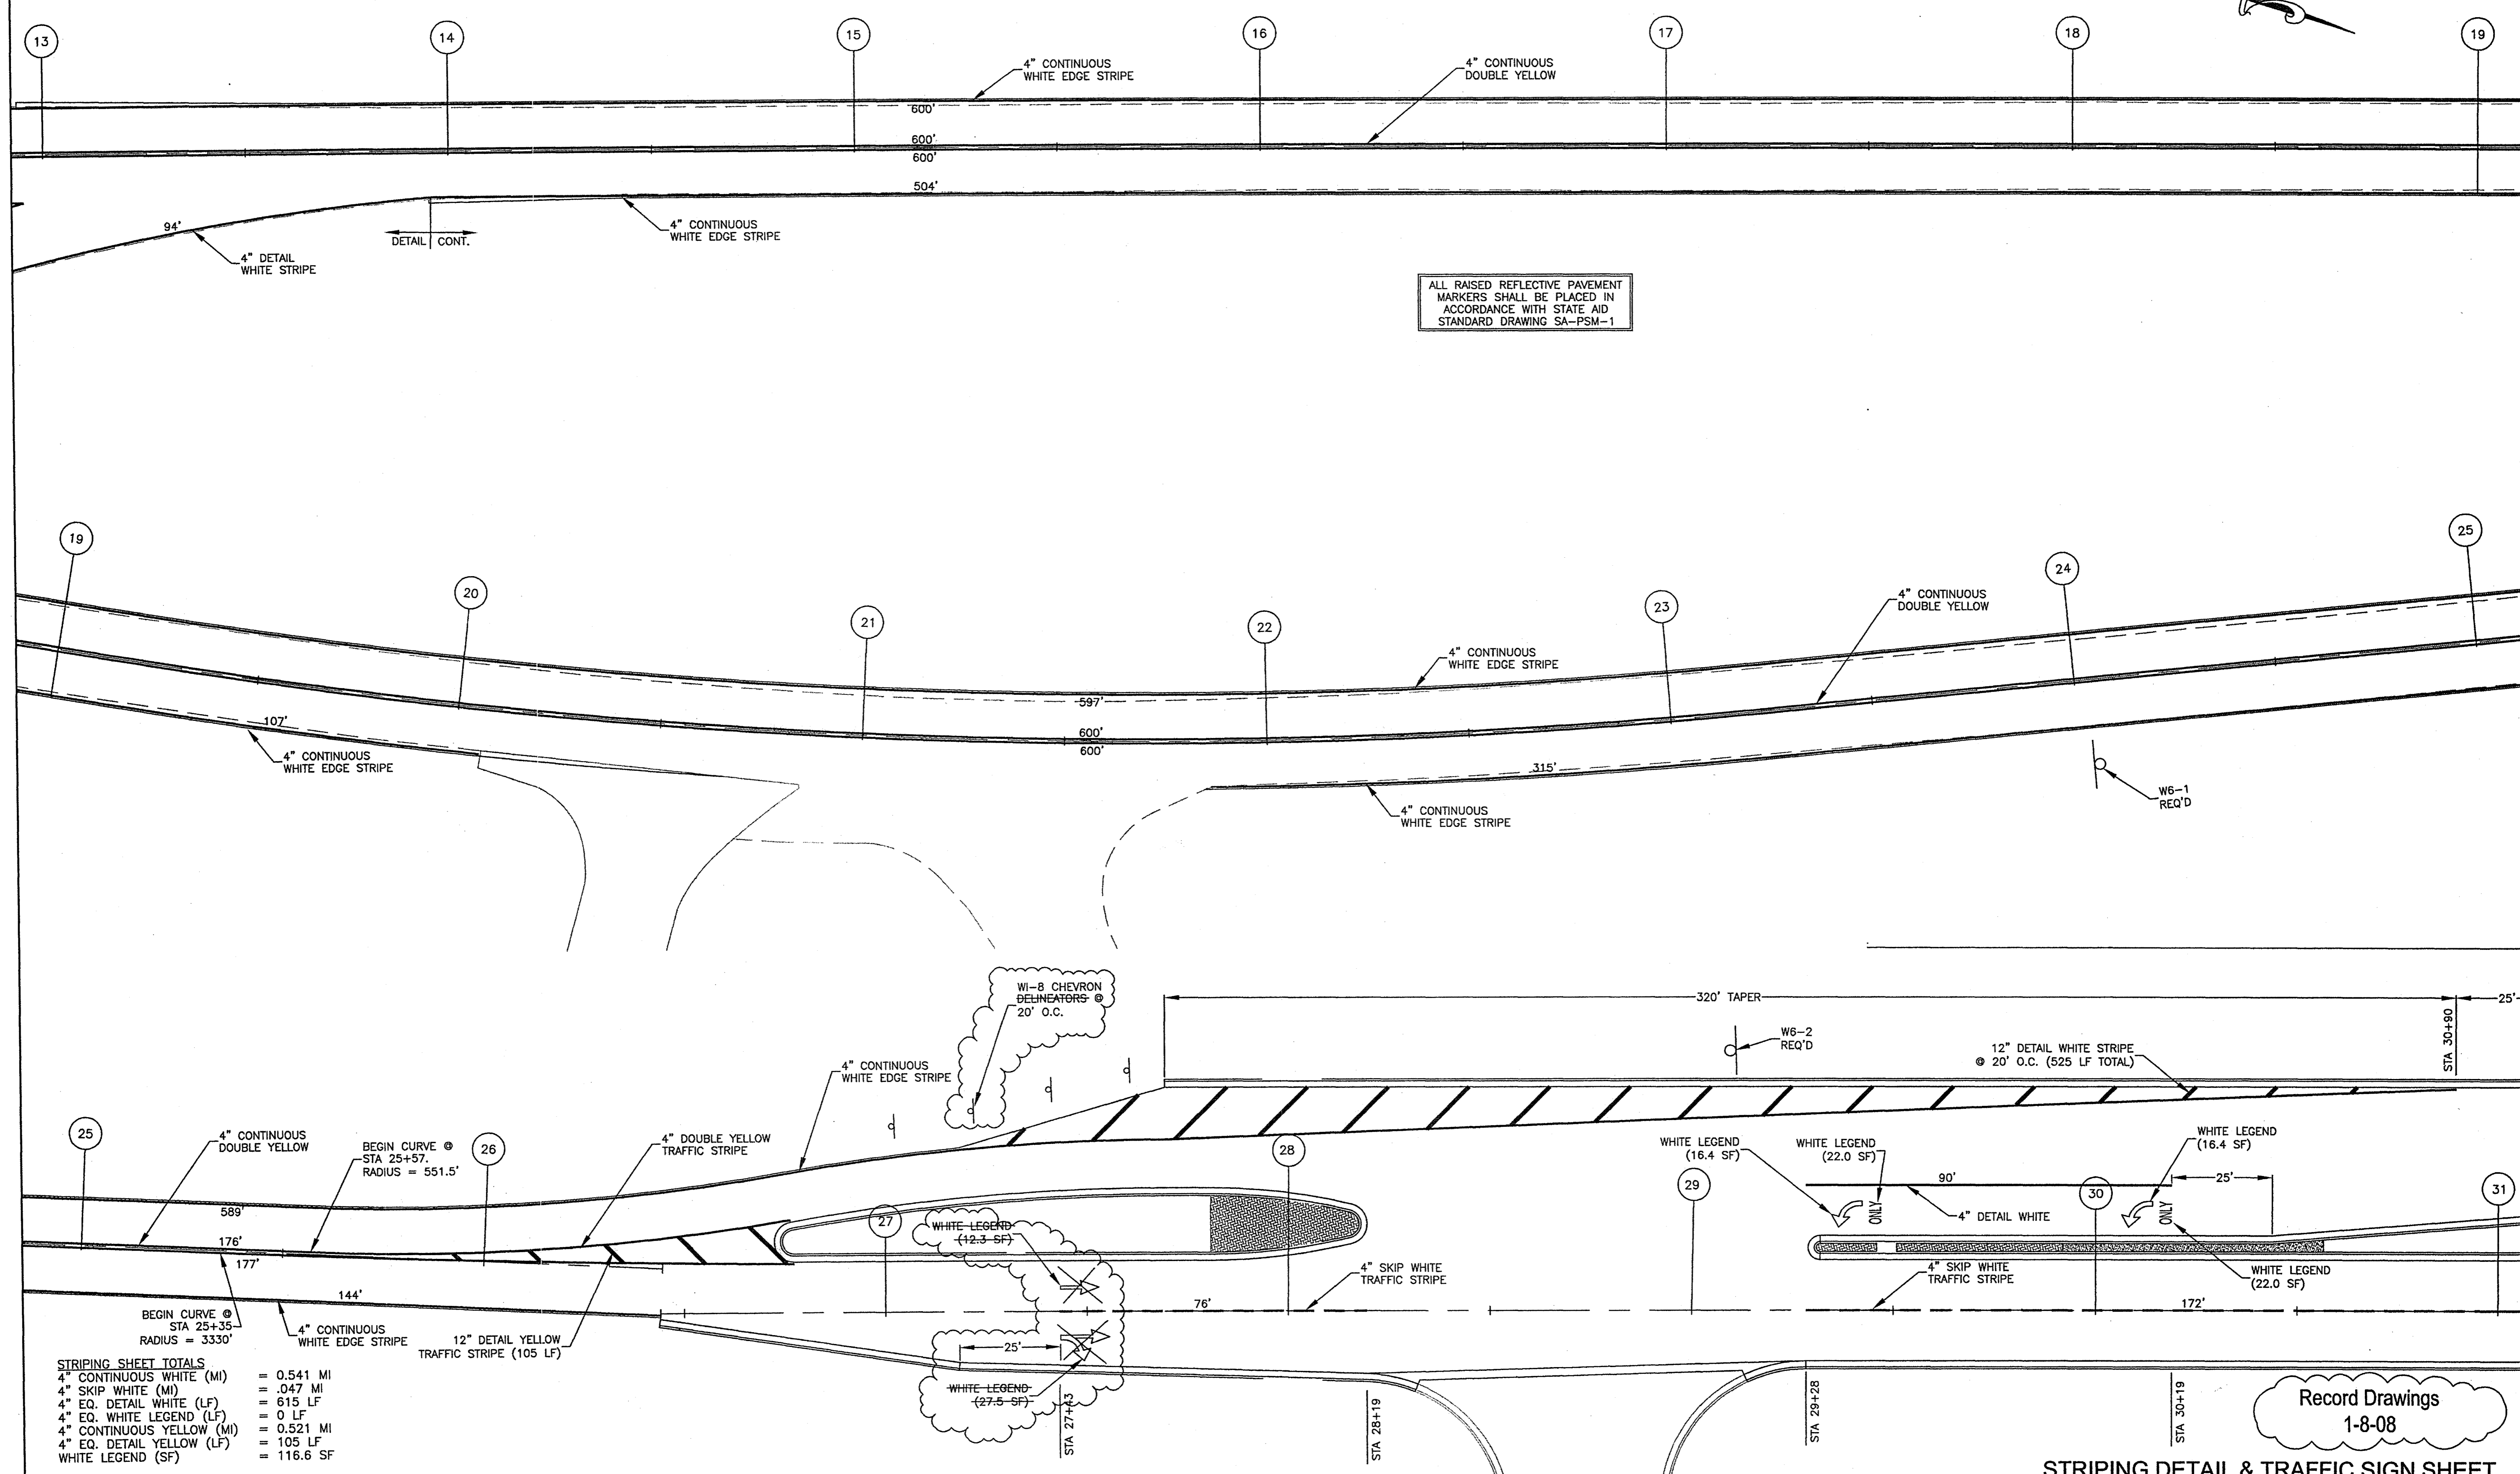 13
14
15
16
17
18
19
4" CONTINUOUS
WHITE EDGE STRIPE
4" CONTINUOUS
DOUBLE YELLOW
600'
600'
600'
504'
94'
4" DETAIL
WHITE STRIPE
DETAIL
CONT.
4" CONTINUOUS
WHITE EDGE STRIPE
ALL RAISED REFLECTIVE PAVEMENT
MARKERS SHALL BE PLACED IN
ACCORDANCE WITH STATE AID
STANDARD DRAWING SA-PSM-1
19
20
21
22
23
24
25
4" CONTINUOUS
DOUBLE YELLOW
4" CONTINUOUS
WHITE EDGE STRIPE
597'
600'
600'
107'
4" CONTINUOUS
WHITE EDGE STRIPE
315'
4" CONTINUOUS
WHITE EDGE STRIPE
W6-1
REQ'D
WI-8 CHEVRON
DELINEATORS @
20' O.C.
320' TAPER
25'
STA 30+90
W6-2
REQ'D
12" DETAIL WHITE STRIPE
@ 20' O.C. (525 LF TOTAL)
4" CONTINUOUS
WHITE EDGE STRIPE
25
4" CONTINUOUS
DOUBLE YELLOW
BEGIN CURVE @
STA 25+57.
RADIUS = 551.5'
26
4" DOUBLE YELLOW
TRAFFIC STRIPE
28
WHITE LEGEND
(16.4 SF)
WHITE LEGEND
(22.0 SF)
WHITE LEGEND
(16.4 SF)
29
90'
30
25'
31
ONLY
ONLY
4" DETAIL WHITE
589'
176'
177'
27
WHITE LEGEND
(12.3 SF)
4" SKIP WHITE
TRAFFIC STRIPE
4" SKIP WHITE
TRAFFIC STRIPE
WHITE LEGEND
(22.0 SF)
144'
76'
172'
BEGIN CURVE @
STA 25+35
RADIUS = 3330'
4" CONTINUOUS
WHITE EDGE STRIPE
12" DETAIL YELLOW
TRAFFIC STRIPE (105 LF)
25'
WHITE LEGEND
(27.5 SF)
STA 27+43
STA 28+19
STA 29+28
STA 30+19
STRIPING SHEET TOTALS
4" CONTINUOUS WHITE (MI) = 0.541 MI
4" SKIP WHITE (MI) = .047 MI
4" EQ. DETAIL WHITE (LF) = 615 LF
4" EQ. WHITE LEGEND (LF) = 0 LF
4" CONTINUOUS YELLOW (MI) = 0.521 MI
4" EQ. DETAIL YELLOW (LF) = 105 LF
WHITE LEGEND (SF) = 116.6 SF
Record Drawings
1-8-08
STRIPING DETAIL & TRAFFIC SIGN SHEET